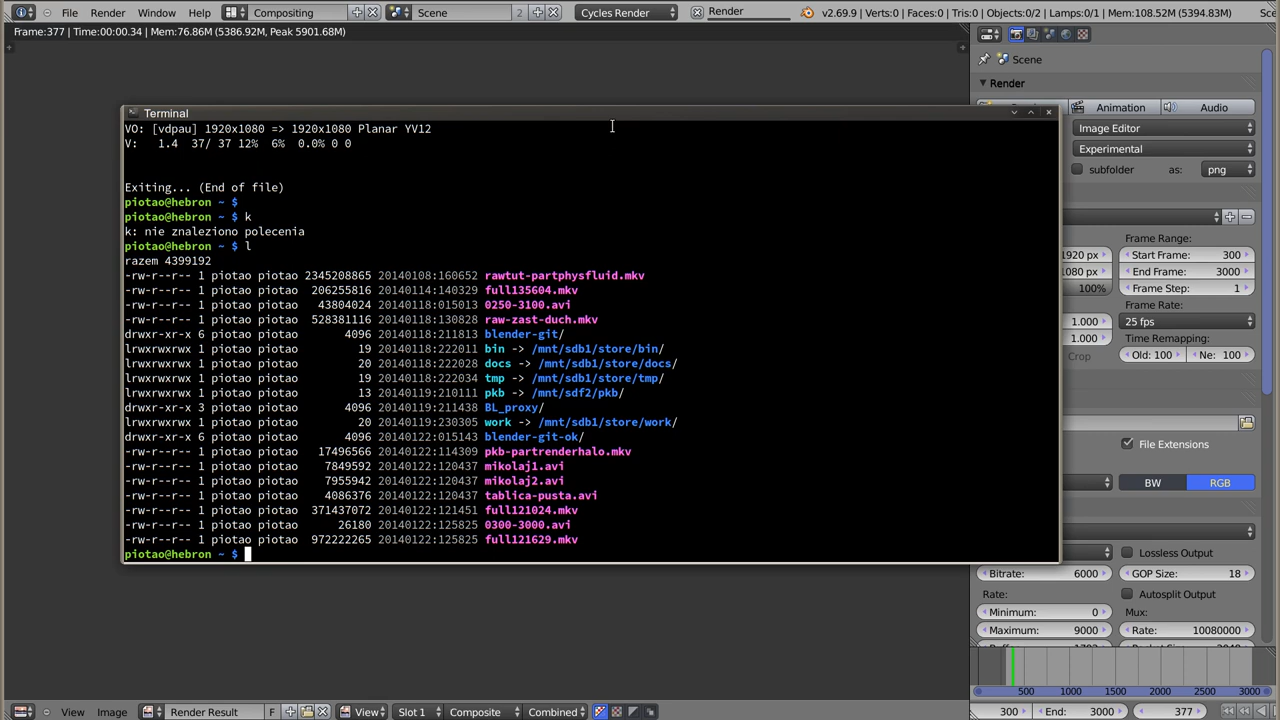 File Render Window Help Compositing Scene 2 Cycles Render Render v2.69.9 | Verts:0 | Faces:0 | Tris:0 | Objects:0/2 | Lamps:0/1 | Mem:108.52M (5394.83M) | Sce
Frame:377 | Time:00:00.34 | Mem:76.86M (5386.92M, Peak 5901.68M)
Scene
Render
Animation Audio
Image Editor
Experimental
subfolder as: png
Frame Range:
1920 px Start Frame: 300
1080 px End Frame: 3000
100% Frame Step: 1
Frame Rate:
1.000 25 fps
1.000 Time Remapping:
Crop Old: 100 Ne: 100
File Extensions
BW RGB
Lossless Output
Bitrate: 6000 GOP Size: 18
Rate: Autosplit Output
Minimum: 0 Mux:
Maximum: 9000 Rate: 10080000
Terminal
VO: [vdpau] 1920x1080 => 1920x1080 Planar YV12
V: 1.4 37/ 37 12% 6% 0.0% 0 0
Exiting... (End of file)
piotao@hebron ~ $
piotao@hebron ~ $ k
k: nie znaleziono polecenia
piotao@hebron ~ $ l
razem 4399192
-rw-r--r-- 1 piotao piotao 2345208865 20140108:160652 rawtut-partphysfluid.mkv
-rw-r--r-- 1 piotao piotao 206255816 20140114:140329 full135604.mkv
-rw-r--r-- 1 piotao piotao 43804024 20140118:015013 0250-3100.avi
-rw-r--r-- 1 piotao piotao 528381116 20140118:130828 raw-zast-duch.mkv
drwxr-xr-x 6 piotao piotao 4096 20140118:211813 blender-git/
lrwxrwxrwx 1 piotao piotao 19 20140118:222011 bin -> /mnt/sdb1/store/bin/
lrwxrwxrwx 1 piotao piotao 20 20140118:222028 docs -> /mnt/sdb1/store/docs/
lrwxrwxrwx 1 piotao piotao 19 20140118:222034 tmp -> /mnt/sdb1/store/tmp/
lrwxrwxrwx 1 piotao piotao 13 20140119:210111 pkb -> /mnt/sdf2/pkb/
drwxr-xr-x 3 piotao piotao 4096 20140119:211438 BL_proxy/
lrwxrwxrwx 1 piotao piotao 20 20140119:230305 work -> /mnt/sdb1/store/work/
drwxr-xr-x 6 piotao piotao 4096 20140122:015143 blender-git-ok/
-rw-r--r-- 1 piotao piotao 17496566 20140122:114309 pkb-partrenderhalo.mkv
-rw-r--r-- 1 piotao piotao 7849592 20140122:120437 mikolaj1.avi
-rw-r--r-- 1 piotao piotao 7955942 20140122:120437 mikolaj2.avi
-rw-r--r-- 1 piotao piotao 4086376 20140122:120437 tablica-pusta.avi
-rw-r--r-- 1 piotao piotao 371437072 20140122:121451 full121024.mkv
-rw-r--r-- 1 piotao piotao 26180 20140122:125825 0300-3000.avi
-rw-r--r-- 1 piotao piotao 972222265 20140122:125825 full121629.mkv
piotao@hebron ~ $
500 1000 1500 2000 2500 3000
View Image Render Result F View Slot 1 Composite Combined 300 End: 3000 377